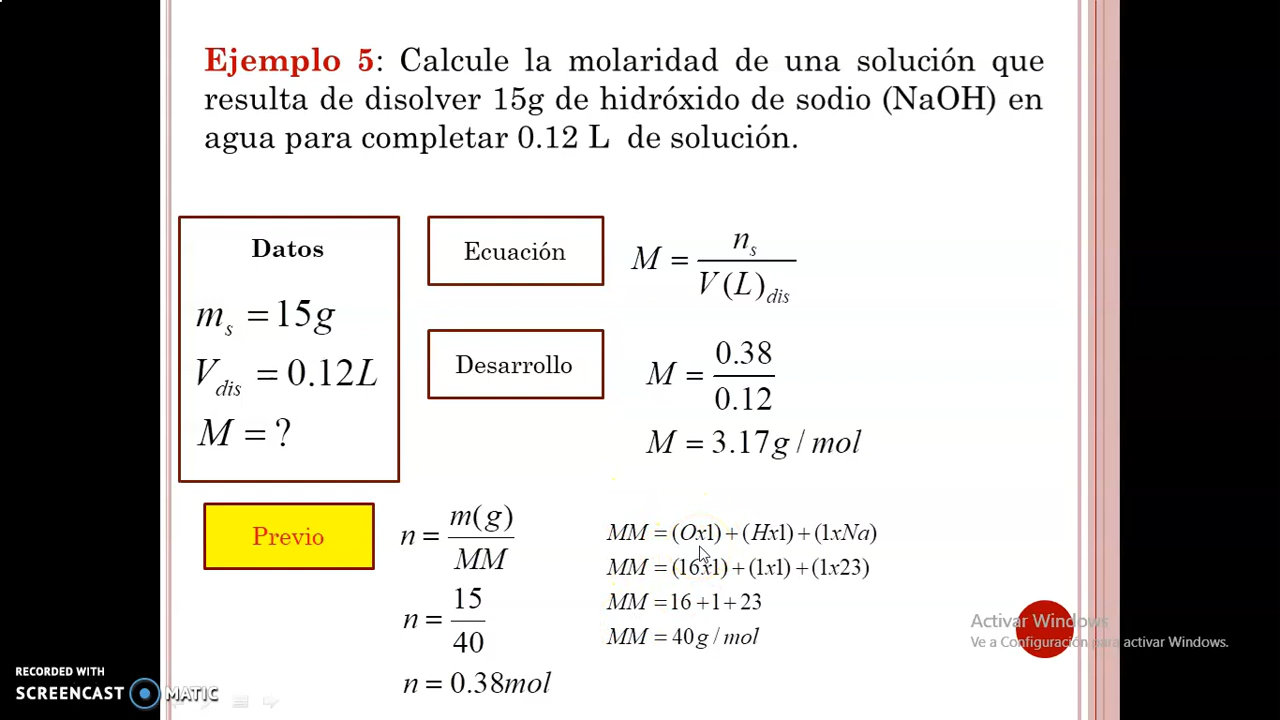 Ejemplo 5: Calcule la molaridad de una solución que
resulta de disolver 15g de hidróxido de sodio (NaOH) en
agua para completar 0.12 L de solución.
Datos
m_s = 15g
V_dis = 0.12L
M = ?
Ecuación
M = n_s / V(L)_dis
Desarrollo
M = 0.38 / 0.12
M = 3.17g / mol
Previo
n = m(g) / MM
n = 15 / 40
n = 0.38mol
MM = (Ox1) + (Hx1) + (1xNa)
MM = (16x1) + (1x1) + (1x23)
MM = 16 + 1 + 23
MM = 40g / mol
Activar Windows
Ve a Configuración para activar Windows.
RECORDED WITH
SCREENCAST MATIC